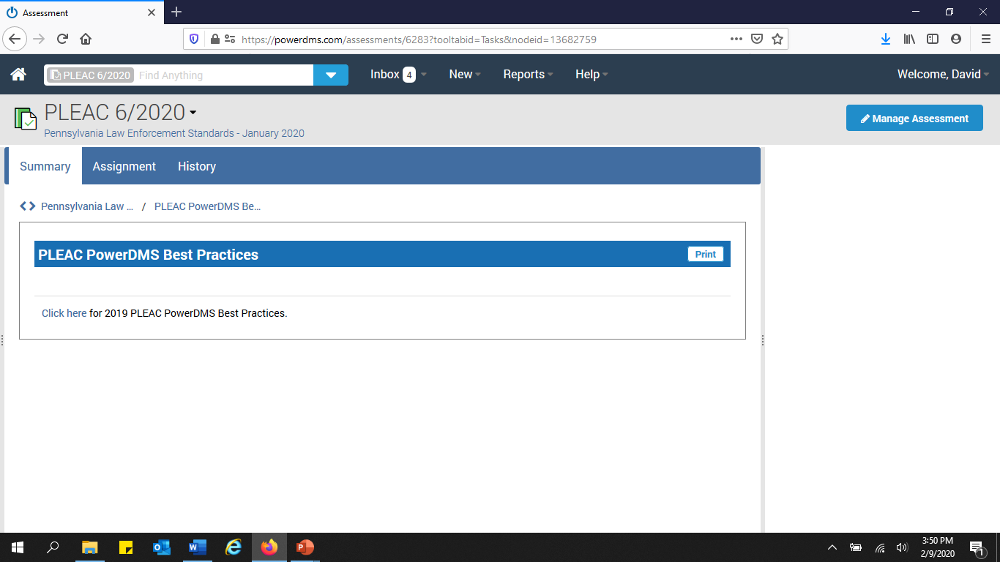 Assessment
https://powerdms.com/assessments/6283?tooltabid=Tasks&nodeid=13682759
PLEAC 6/2020 Find Anything Inbox 4 New Reports Help Welcome, David
PLEAC 6/2020
Pennsylvania Law Enforcement Standards - January 2020
Manage Assessment
Summary Assignment History
Pennsylvania Law ... / PLEAC PowerDMS Be...
PLEAC PowerDMS Best Practices Print
Click here for 2019 PLEAC PowerDMS Best Practices.
3:50 PM
2/9/2020
1